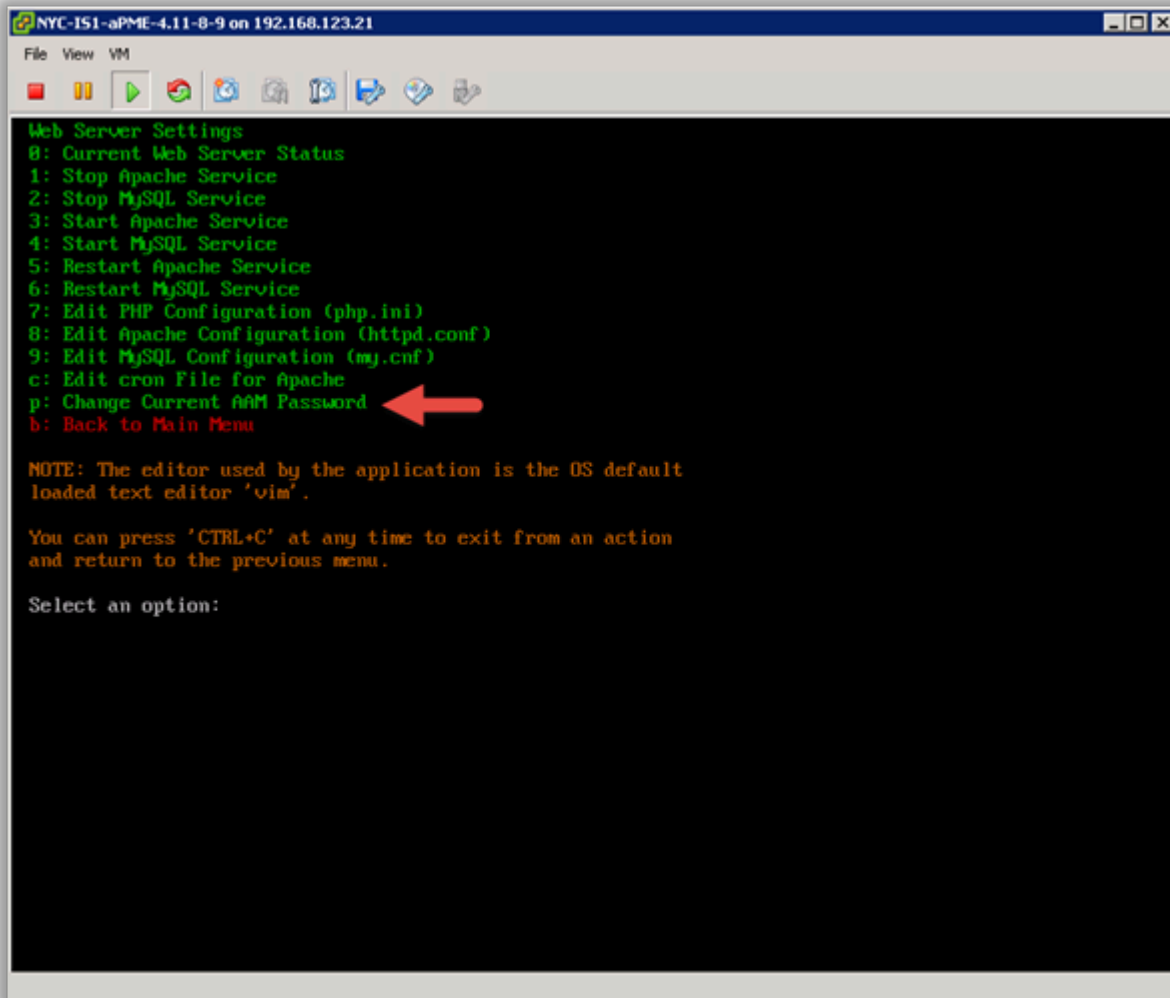 NYC-IS1-aPME-4.11-8-9 on 192.168.123.21
File View VM
Web Server Settings
0: Current Web Server Status
1: Stop Apache Service
2: Stop MySQL Service
3: Start Apache Service
4: Start MySQL Service
5: Restart Apache Service
6: Restart MySQL Service
7: Edit PHP Configuration (php.ini)
8: Edit Apache Configuration (httpd.conf)
9: Edit MySQL Configuration (my.cnf)
c: Edit cron File for Apache
p: Change Current AAM Password
b: Back to Main Menu
NOTE: The editor used by the application is the OS default
loaded text editor 'vim'.
You can press 'CTRL+C' at any time to exit from an action
and return to the previous menu.
Select an option: